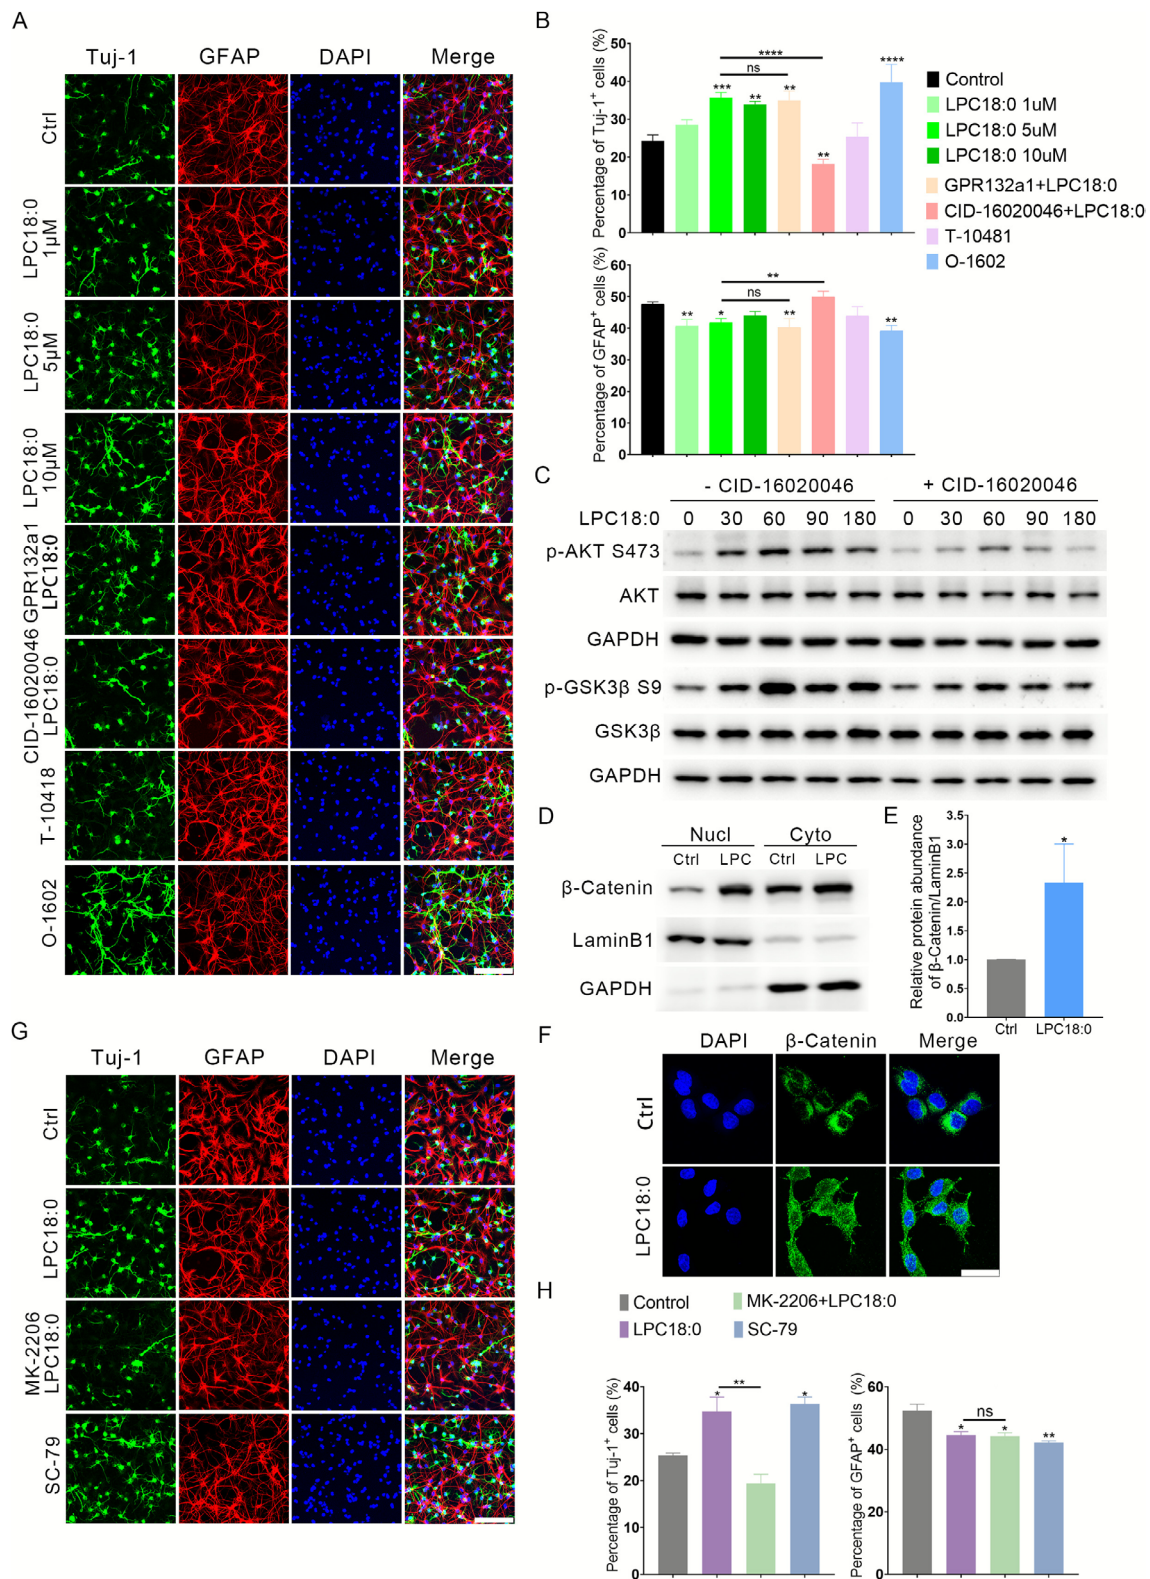 A
Tuj-1 GFAP DAPI Merge
Ctrl
LPC18:0
1μM
LPC18:0
5μM
LPC18:0
10μM
GPR132a1
LPC18:0
CID-16020046
LPC18:0
T-10418
O-1602
B
Percentage of Tuj-1+ cells (%)
50
40
30
20
10
0
*** ** ** ** ****
ns
****
Control
LPC18:0 1uM
LPC18:0 5uM
LPC18:0 10uM
GPR132a1+LPC18:0
CID-16020046+LPC18:0
T-10481
O-1602
Percentage of GFAP+ cells (%)
60
50
40
30
20
10
0
** * ** **
ns
**
C
- CID-16020046 + CID-16020046
LPC18:0 0 30 60 90 180 0 30 60 90 180
p-AKT S473
AKT
GAPDH
p-GSK3β S9
GSK3β
GAPDH
D
Nucl Cyto
Ctrl LPC Ctrl LPC
β-Catenin
LaminB1
GAPDH
E
Relative protein abundance
of β-Catenin/LaminB1
3.5
3.0
2.5
2.0
1.5
1.0
0.5
0.0
*
Ctrl LPC18:0
F
DAPI β-Catenin Merge
Ctrl
LPC18:0
G
Tuj-1 GFAP DAPI Merge
Ctrl
LPC18:0
MK-2206
LPC18:0
SC-79
H
Control MK-2206+LPC18:0
LPC18:0 SC-79
Percentage of Tuj-1+ cells (%)
40
30
20
10
0
* ** *
Percentage of GFAP+ cells (%)
60
40
20
0
* ns * **